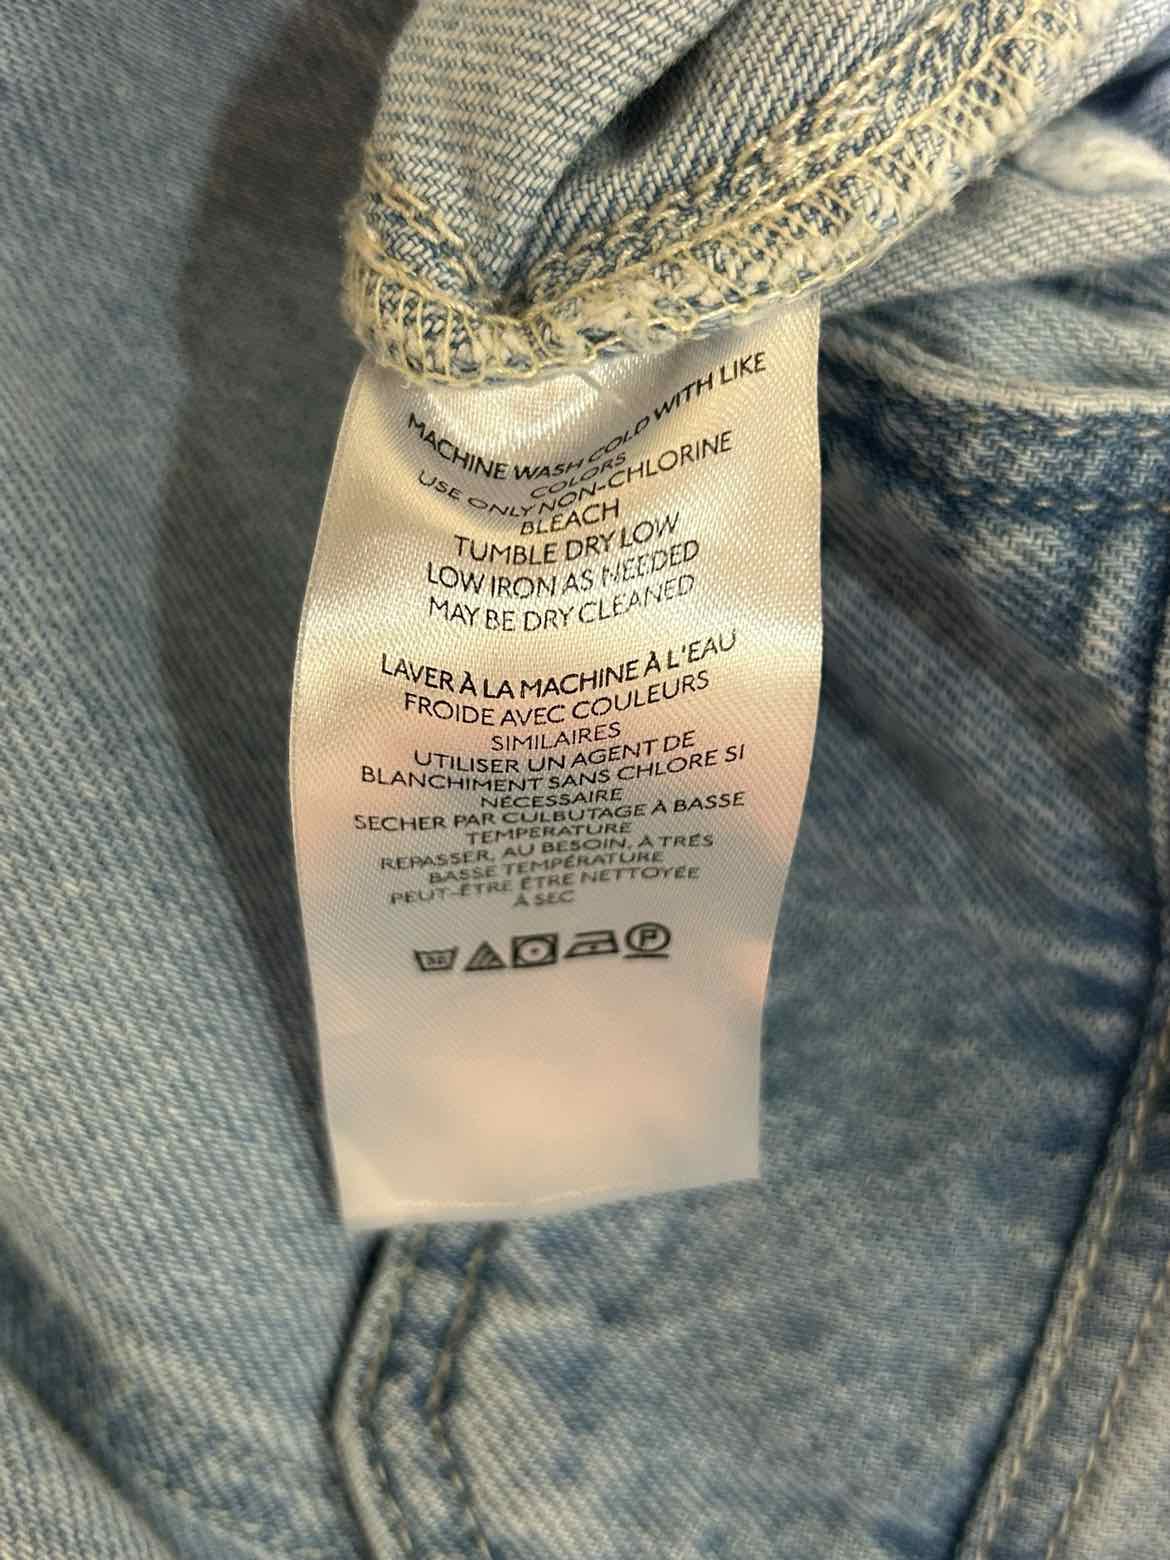 MACHINE WASH COLD WITH LIKE
COLORS
USE ONLY NON-CHLORINE
BLEACH
TUMBLE DRY LOW
LOW IRON AS NEEDED
MAY BE DRY CLEANED
LAVER À LA MACHINE À L'EAU
FROIDE AVEC COULEURS
SIMILAIRES
UTILISER UN AGENT DE
BLANCHIMENT SANS CHLORE SI
NÉCESSAIRE
SECHER PAR CULBUTAGE À BASSE
TEMPERATURE
REPASSER, AU BESOIN, À TRÉS
BASSE TEMPÉRATURE
PEUT-ÊTRE ÊTRE NETTOYÉE
À SEC
30 P